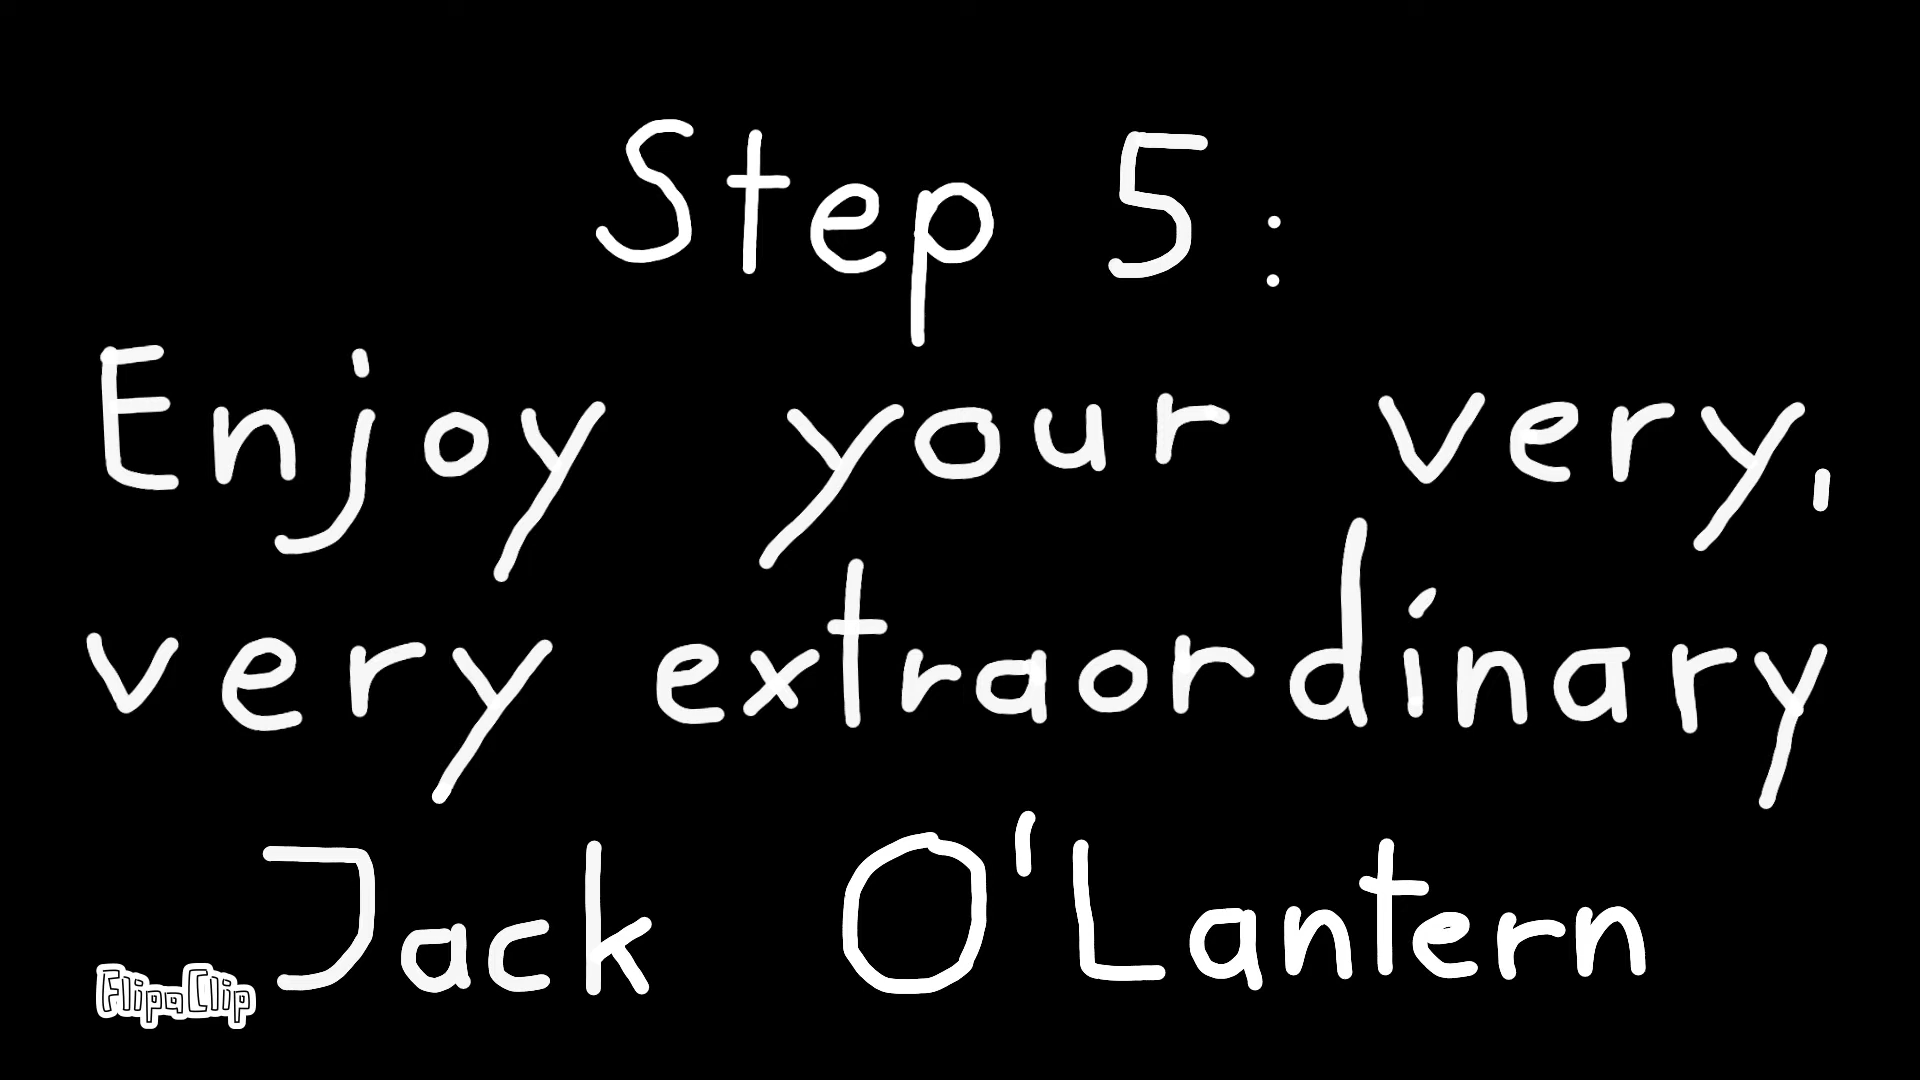 Step 5:
Enjoy your very,
very extraordinary
Jack O'Lantern
FlipaClip